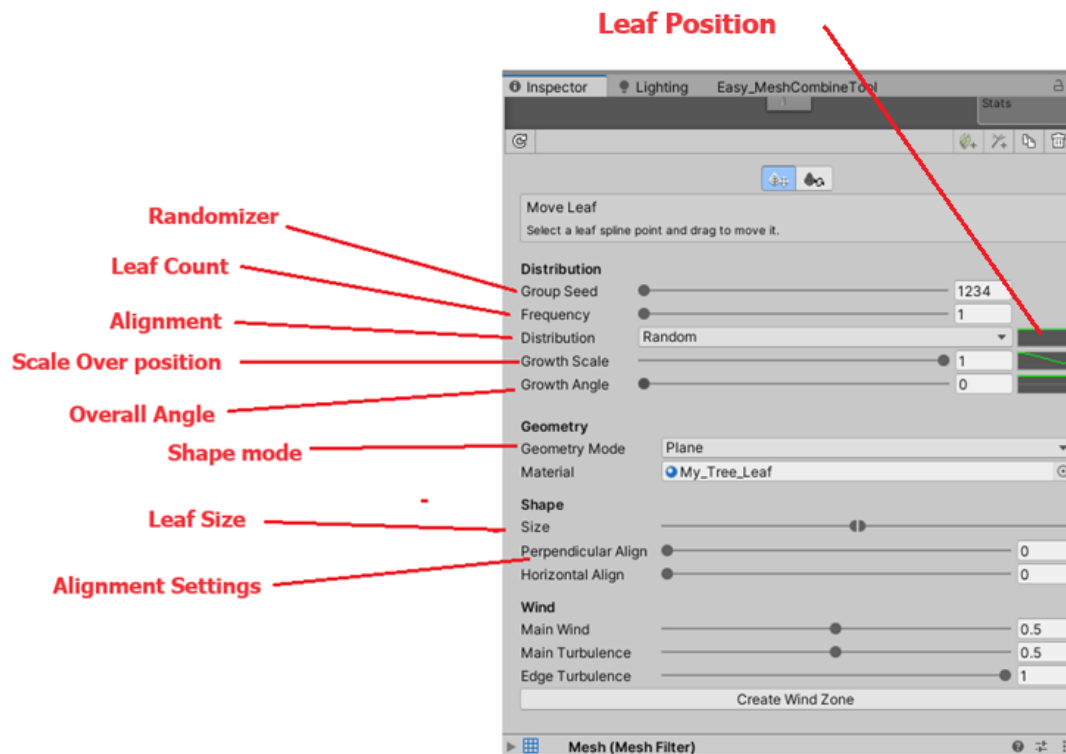 Leaf Position
Inspector Lighting Easy_MeshCombineTool
Stats
Move Leaf
Select a leaf spline point and drag to move it.
Randomizer
Distribution
Leaf Count
Group Seed 1234
Frequency 1
Alignment
Distribution Random
Scale Over position
Growth Scale 1
Growth Angle 0
Overall Angle
Geometry
Shape mode
Geometry Mode Plane
Material My_Tree_Leaf
Shape
Leaf Size
Size
Perpendicular Align 0
Alignment Settings
Horizontal Align 0
Wind
Main Wind 0.5
Main Turbulence 0.5
Edge Turbulence 1
Create Wind Zone
Mesh (Mesh Filter)